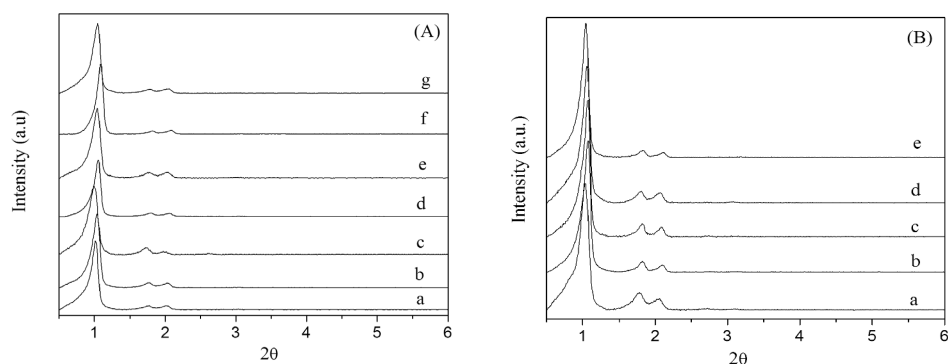 (A)
g
f
e
d
c
b
a
Intensity (a.u)
1 2 3 4 5 6
2θ
(B)
e
d
c
b
a
Intensity (a.u.)
1 2 3 4 5 6
2θ